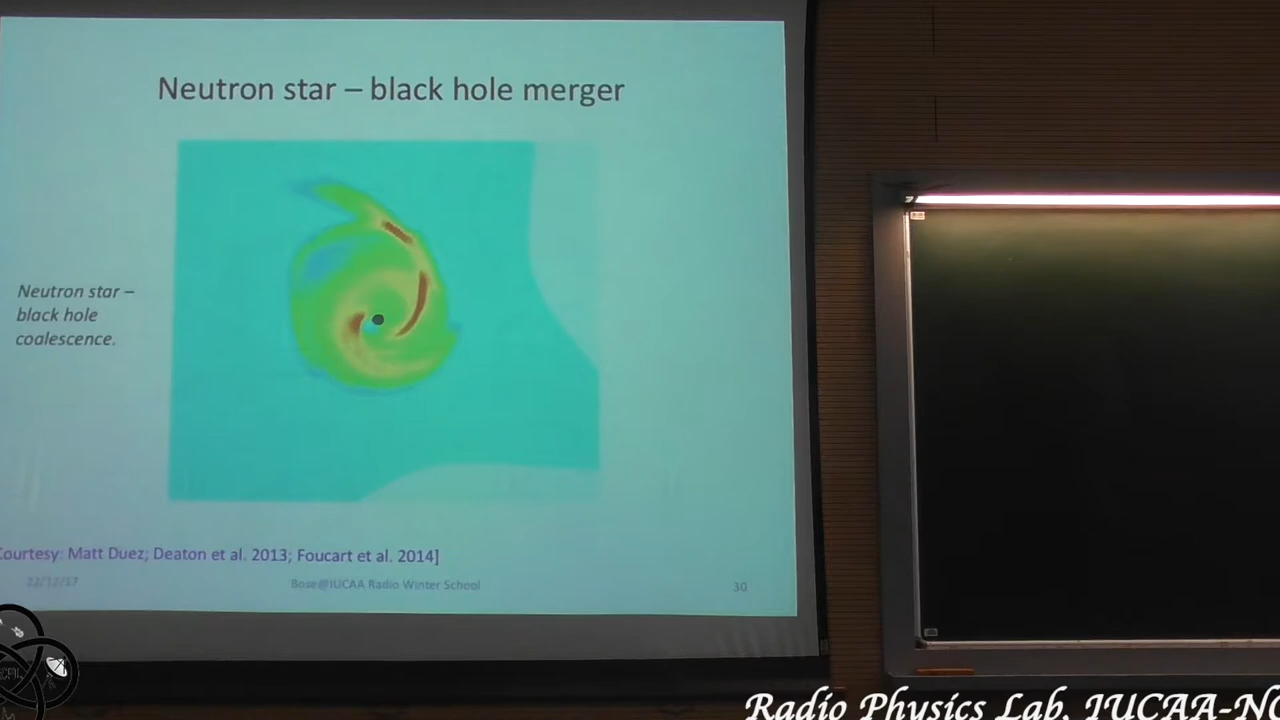 Neutron star – black hole merger
Neutron star –
black hole
coalescence.
Courtesy: Matt Duez; Deaton et al. 2013; Foucart et al. 2014]
22/12/17
Bose@IUCAA Radio Winter School
30
Radio Physics Lab. IUCAA-NC